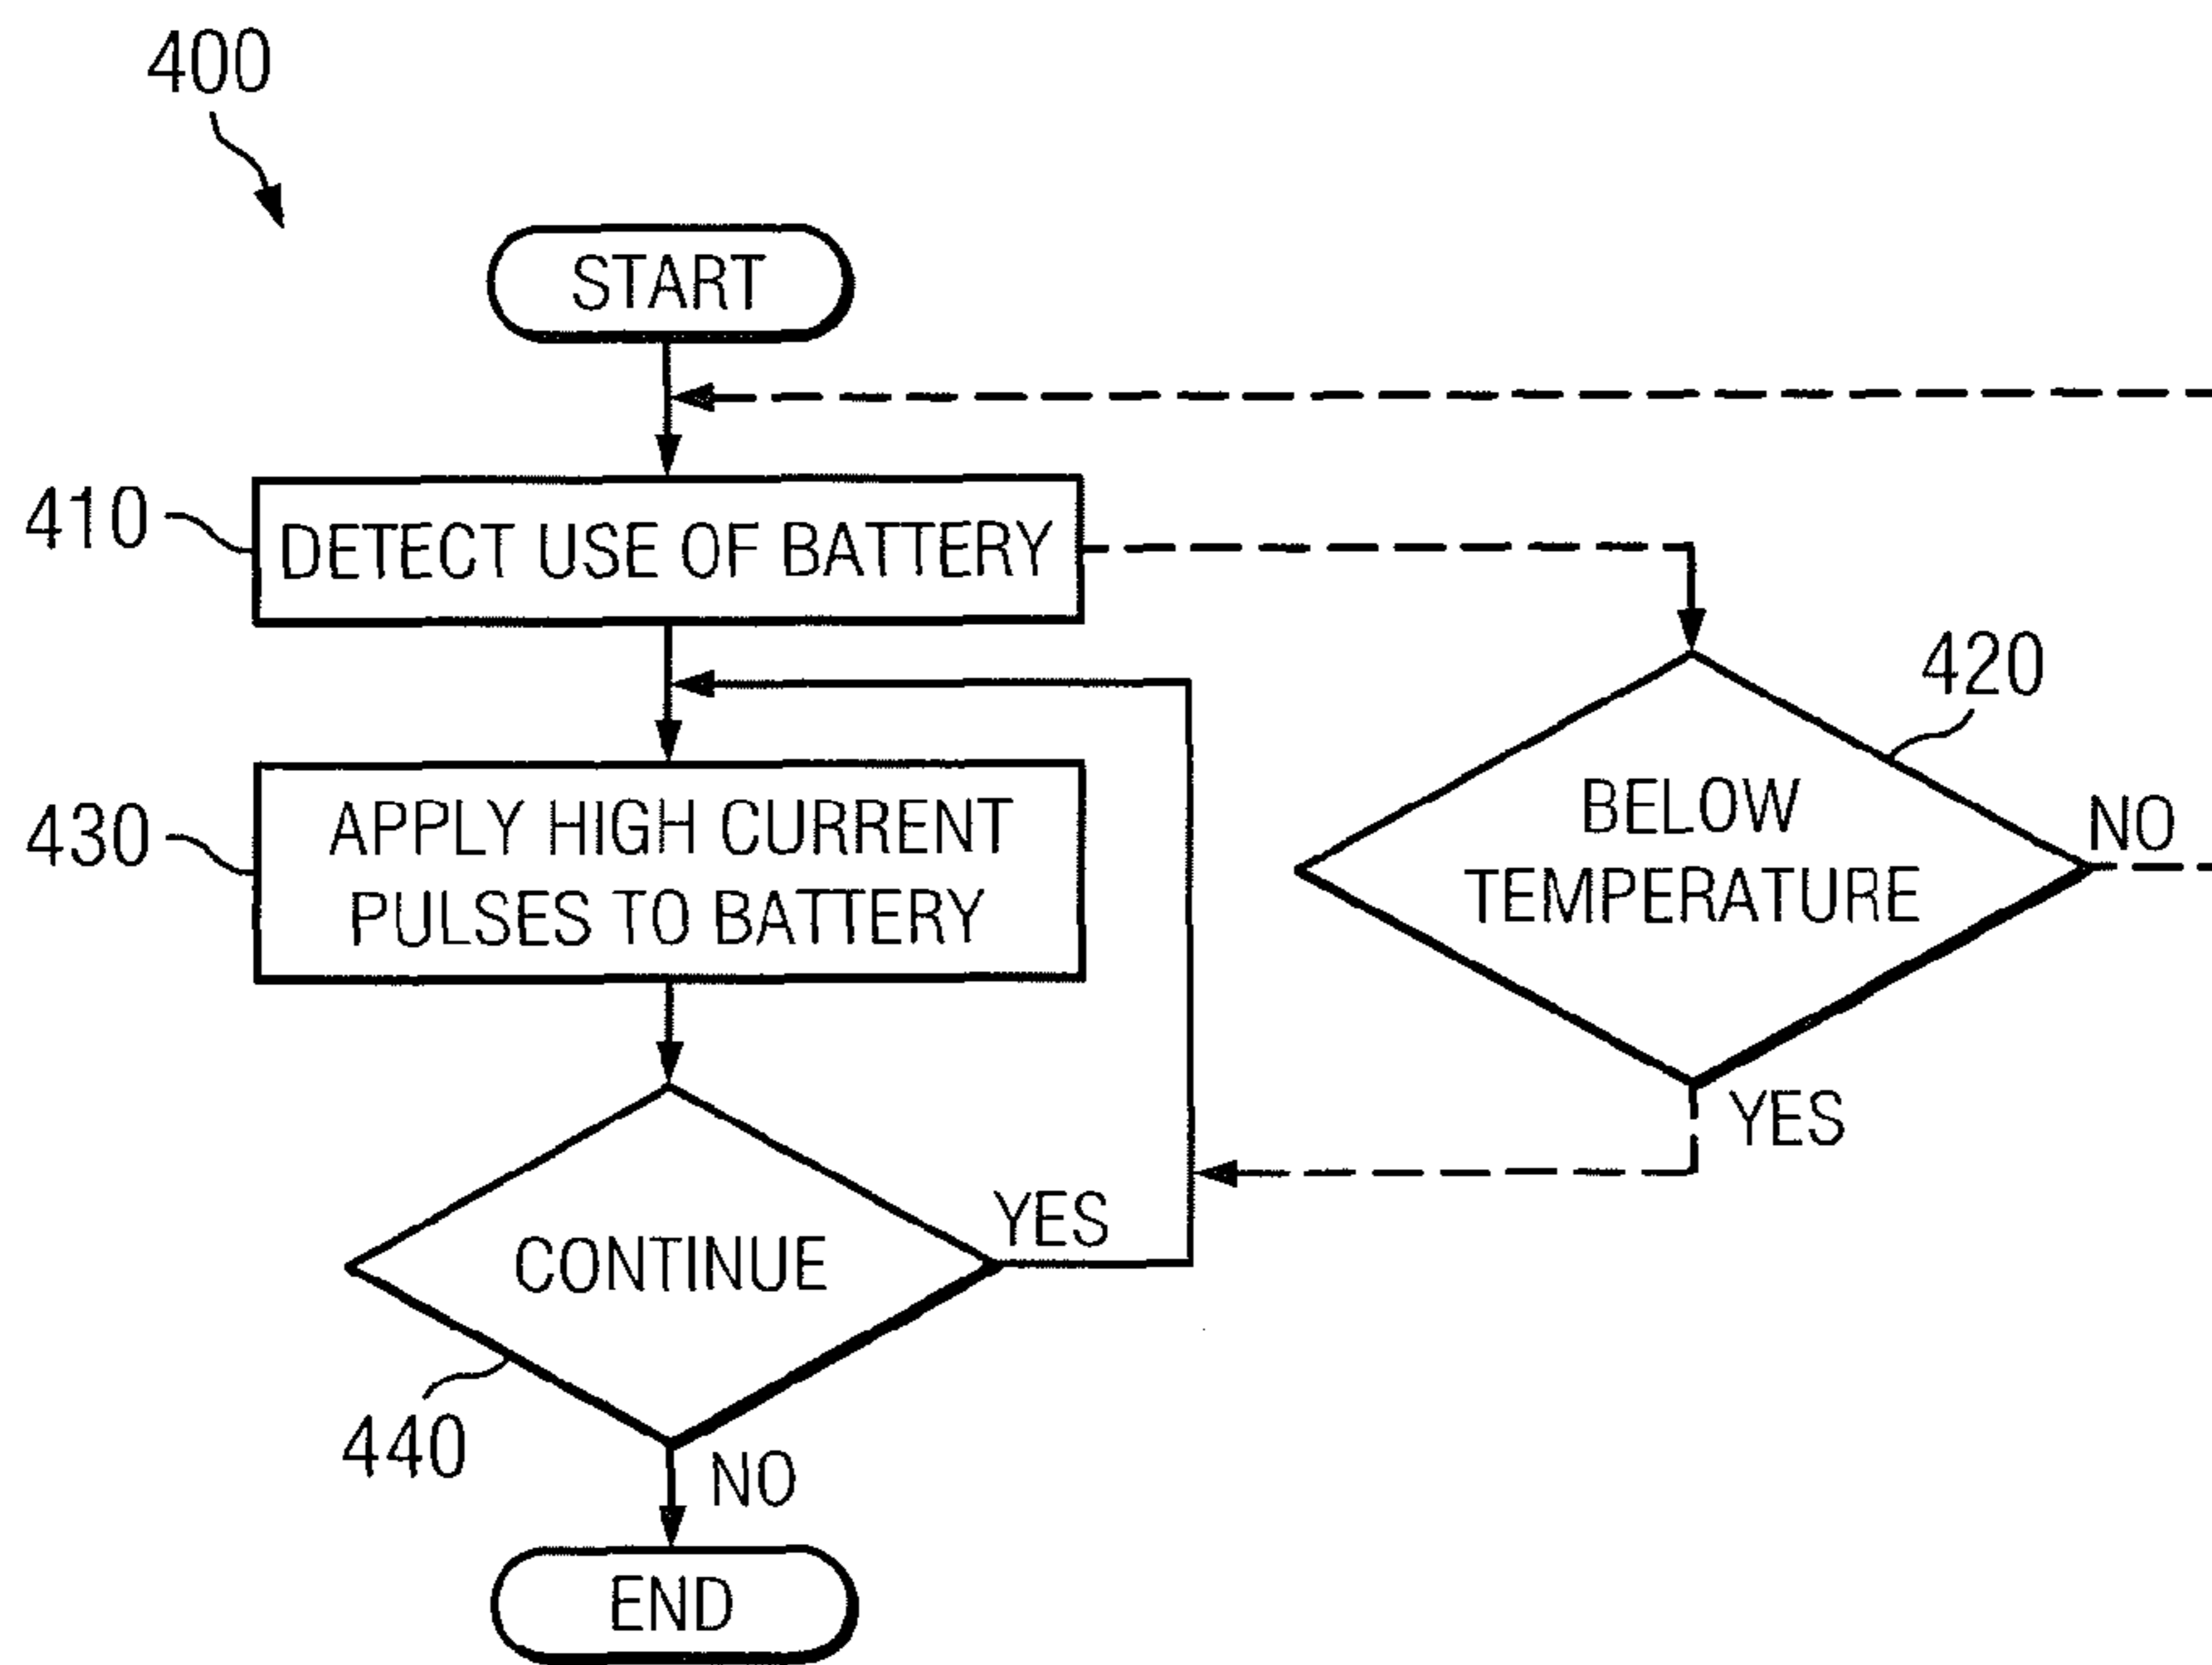 400
START
410
DETECT USE OF BATTERY
420
430
APPLY HIGH CURRENT
PULSES TO BATTERY
BELOW
TEMPERATURE
NO
YES
CONTINUE
YES
440
NO
END